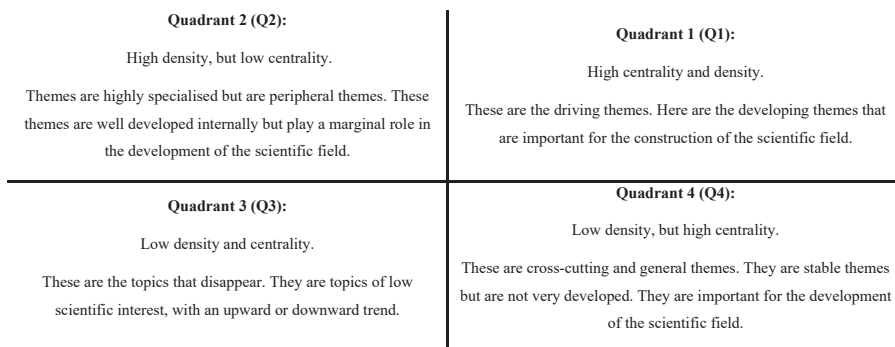 Quadrant 2 (Q2):
High density, but low centrality.
Themes are highly specialised but are peripheral themes. These
themes are well developed internally but play a marginal role in
the development of the scientific field.
Quadrant 1 (Q1):
High centrality and density.
These are the driving themes. Here are the developing themes that
are important for the construction of the scientific field.
Quadrant 3 (Q3):
Low density and centrality.
These are the topics that disappear. They are topics of low
scientific interest, with an upward or downward trend.
Quadrant 4 (Q4):
Low density, but high centrality.
These are cross-cutting and general themes. They are stable themes
but are not very developed. They are important for the development
of the scientific field.